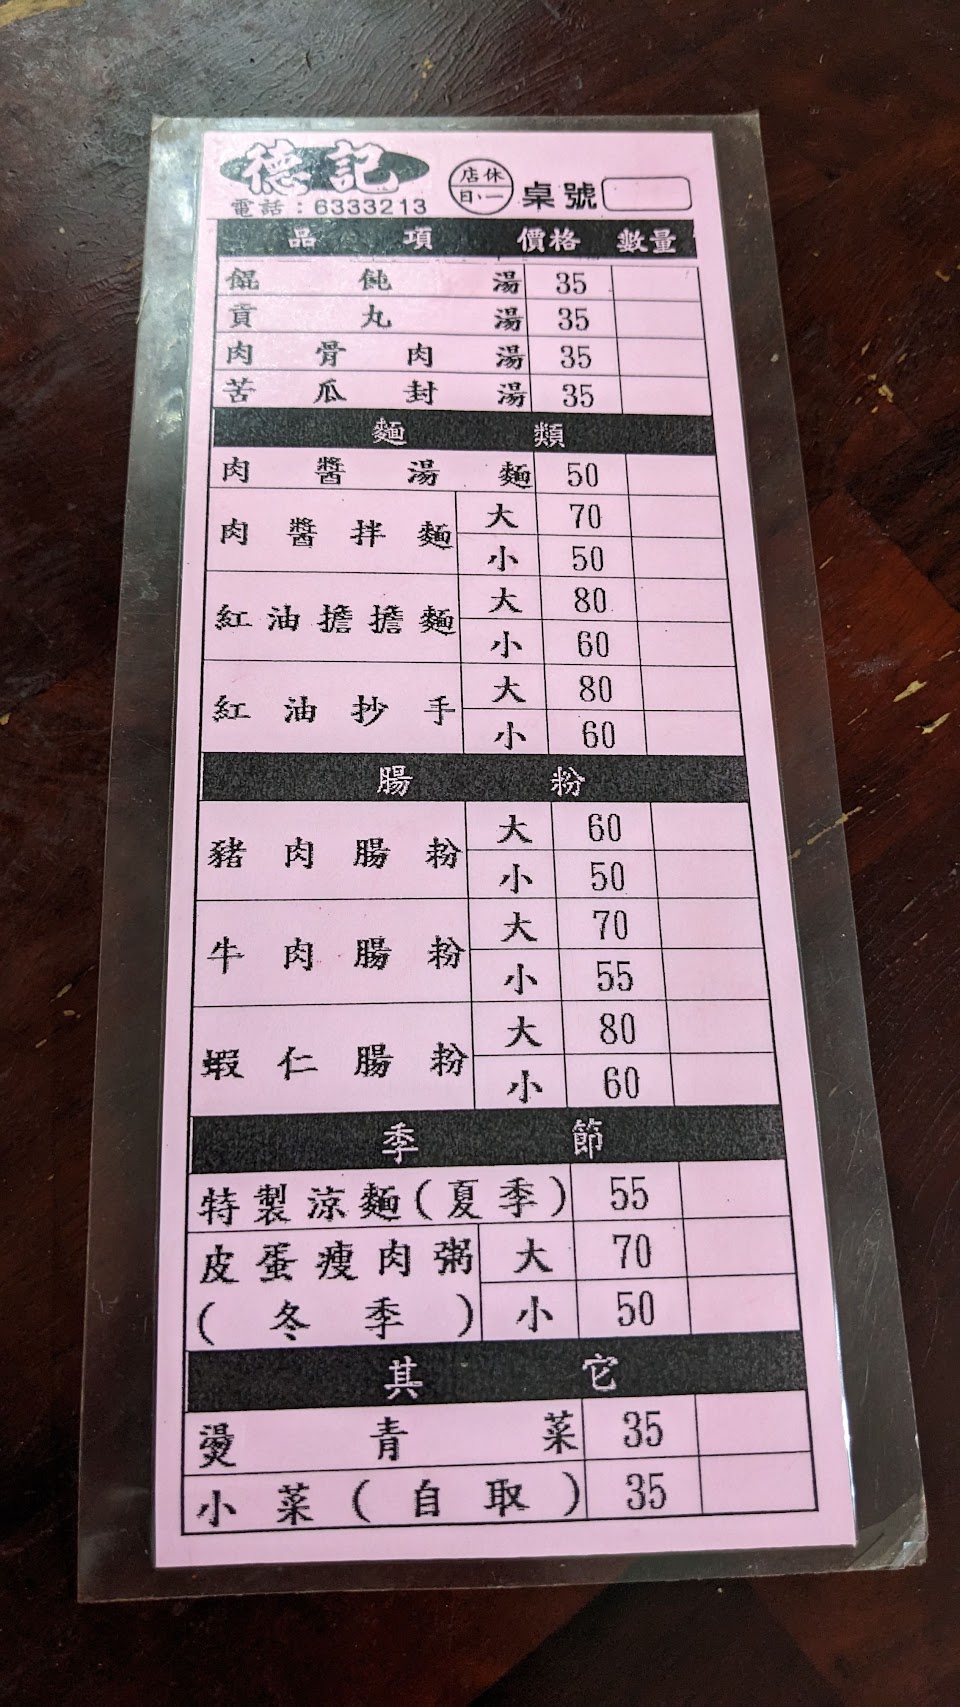 德記
電話：6333213
店休
日、一
桌號
品項 價格 數量
餛飩湯 35
貢丸湯 35
肉骨肉湯 35
苦瓜封湯 35
麵類
肉醬湯麵 50
肉醬拌麵 大 70
小 50
紅油擔擔麵 大 80
小 60
紅油抄手 大 80
小 60
腸粉
豬肉腸粉 大 60
小 50
牛肉腸粉 大 70
小 55
蝦仁腸粉 大 80
小 60
季節
特製涼麵(夏季) 55
皮蛋瘦肉粥 大 70
(冬季) 小 50
其它
燙青菜 35
小菜(自取) 35